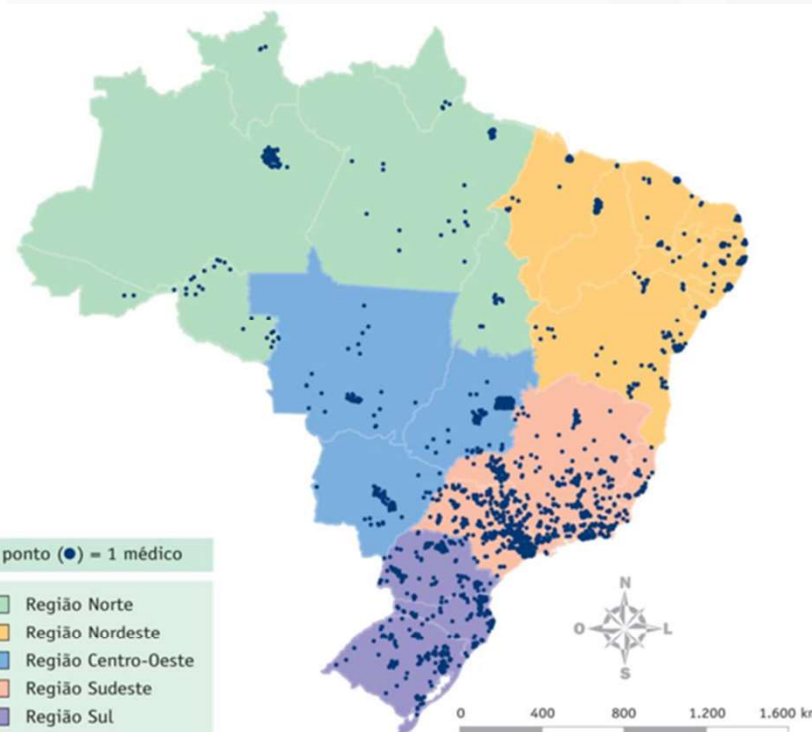 ponto (●) = 1 médico
Região Norte
Região Nordeste
Região Centro-Oeste
Região Sudeste
Região Sul
N
O L
S
0 400 800 1.200 1.600 km